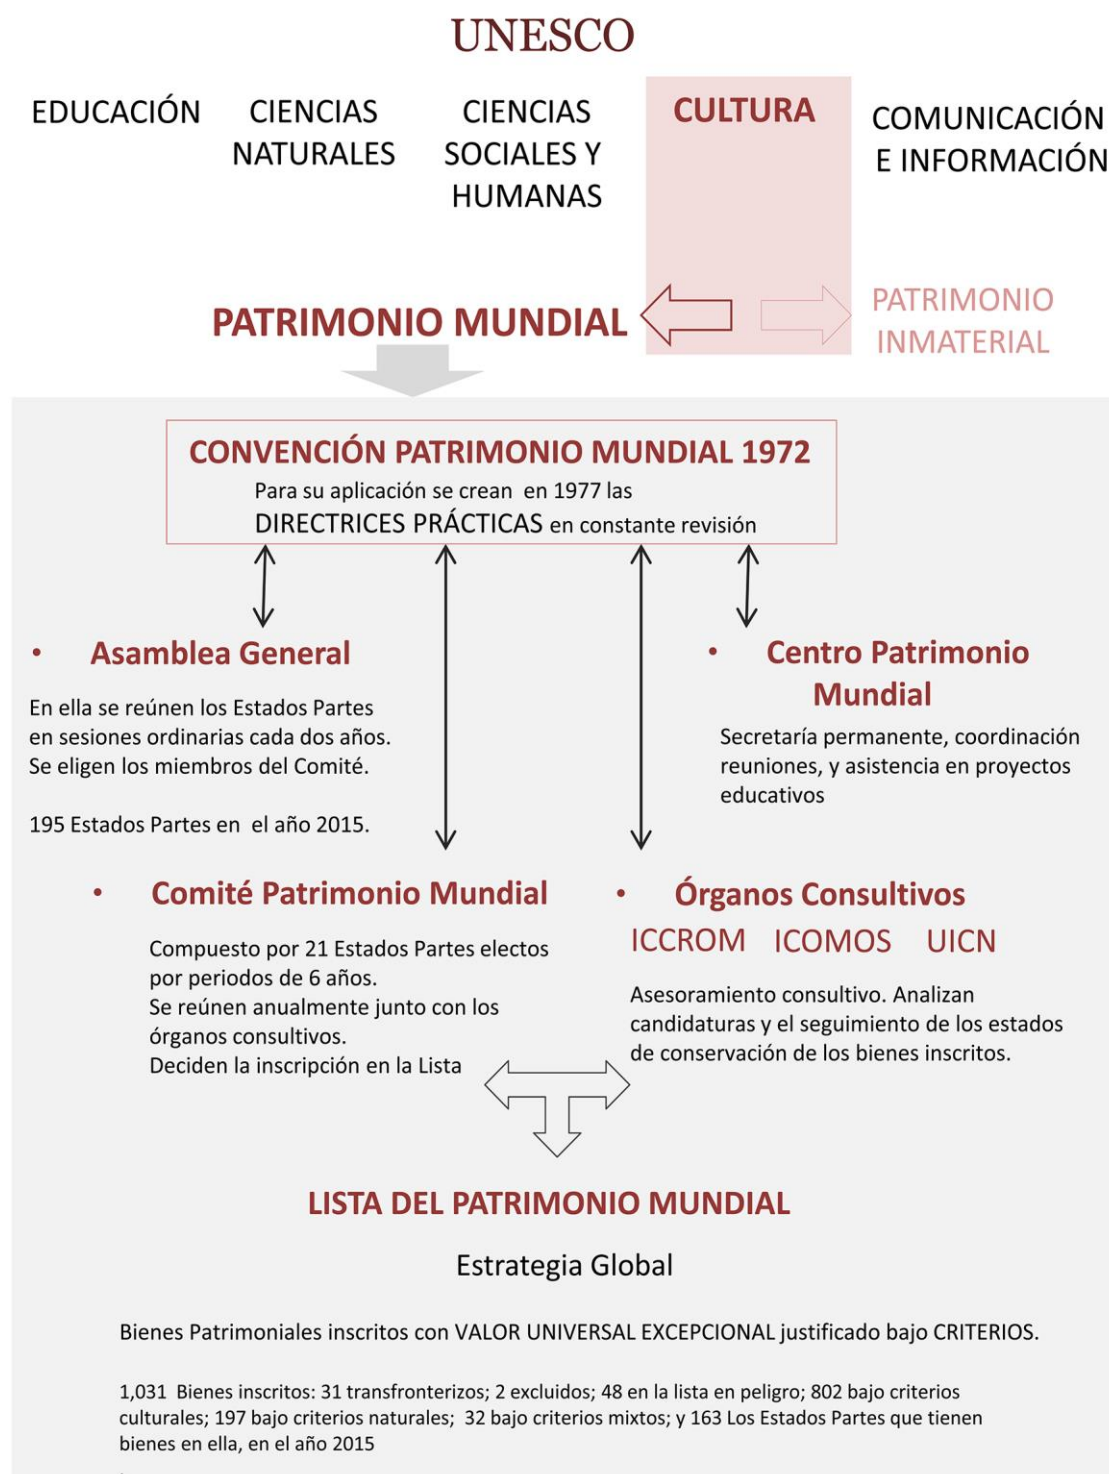 UNESCO
EDUCACIÓN
CIENCIAS
NATURALES
CIENCIAS
SOCIALES Y
HUMANAS
CULTURA
COMUNICACIÓN
E INFORMACIÓN
PATRIMONIO MUNDIAL
PATRIMONIO
INMATERIAL
CONVENCIÓN PATRIMONIO MUNDIAL 1972
Para su aplicación se crean en 1977 las
DIRECTRICES PRÁCTICAS en constante revisión
• Asamblea General
En ella se reúnen los Estados Partes
en sesiones ordinarias cada dos años.
Se eligen los miembros del Comité.
195 Estados Partes en el año 2015.
• Centro Patrimonio
Mundial
Secretaría permanente, coordinación
reuniones, y asistencia en proyectos
educativos
• Comité Patrimonio Mundial
Compuesto por 21 Estados Partes electos
por periodos de 6 años.
Se reúnen anualmente junto con los
órganos consultivos.
Deciden la inscripción en la Lista
• Órganos Consultivos
ICCROM ICOMOS UICN
Asesoramiento consultivo. Analizan
candidaturas y el seguimiento de los estados
de conservación de los bienes inscritos.
LISTA DEL PATRIMONIO MUNDIAL
Estrategia Global
Bienes Patrimoniales inscritos con VALOR UNIVERSAL EXCEPCIONAL justificado bajo CRITERIOS.
1,031 Bienes inscritos: 31 transfronterizos; 2 excluidos; 48 en la lista en peligro; 802 bajo criterios
culturales; 197 bajo criterios naturales; 32 bajo criterios mixtos; y 163 Los Estados Partes que tienen
bienes en ella, en el año 2015